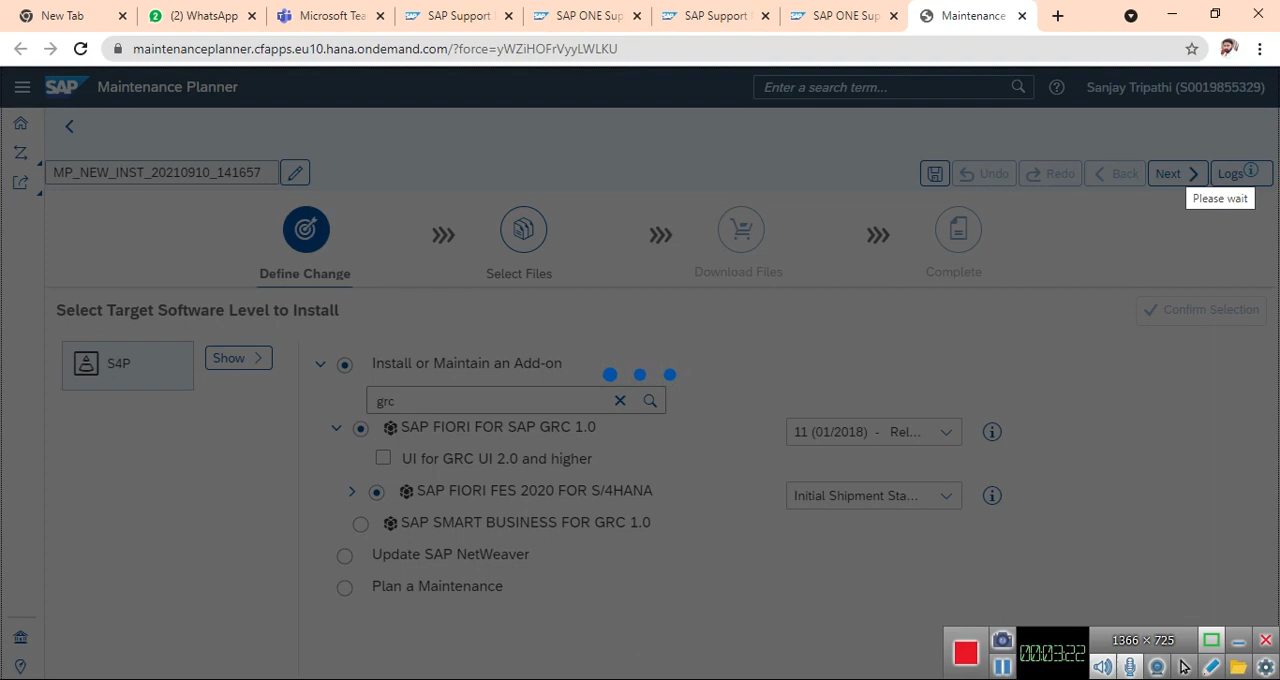 New Tab
(2) WhatsApp
Microsoft Tea
SAP Support
SAP ONE Su
SAP Support
SAP ONE Su
Maintenance
maintenanceplanner.cfapps.eu10.hana.ondemand.com/?force=yWZiHOFrVyyLWLKU
SAP Maintenance Planner
Enter a search term...
Sanjay Tripathi (S0019855329)
MP_NEW_INST_20210910_141657
Undo
Redo
Back
Next
Logs
Please wait
Define Change
Select Files
Download Files
Complete
Select Target Software Level to Install
Confirm Selection
S4P
Show
Install or Maintain an Add-on
grc
SAP FIORI FOR SAP GRC 1.0
11 (01/2018) - Rel...
UI for GRC UI 2.0 and higher
SAP FIORI FES 2020 FOR S/4HANA
Initial Shipment Sta...
SAP SMART BUSINESS FOR GRC 1.0
Update SAP NetWeaver
Plan a Maintenance
1366 × 725
00:03:22